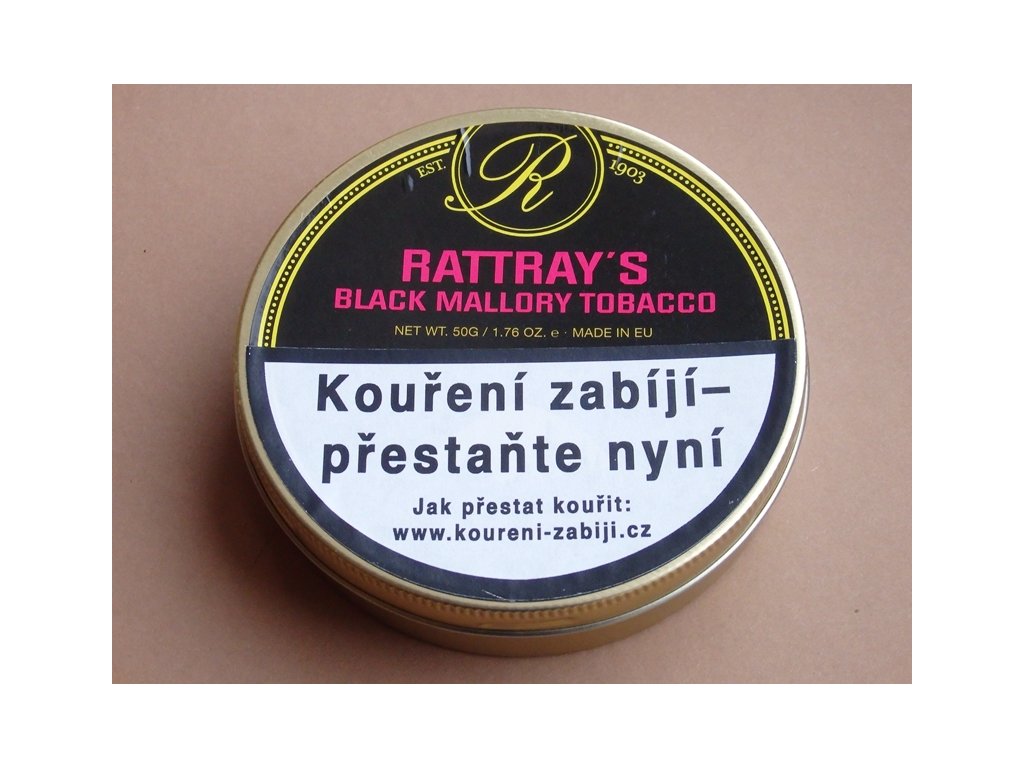 EST. R 1903
RATTRAY´S
BLACK MALLORY TOBACCO
NET WT. 50G / 1.76 OZ. e · MADE IN EU
Kouření zabíjí–
přestaňte nyní
Jak přestat kouřit:
www.koureni-zabiji.cz